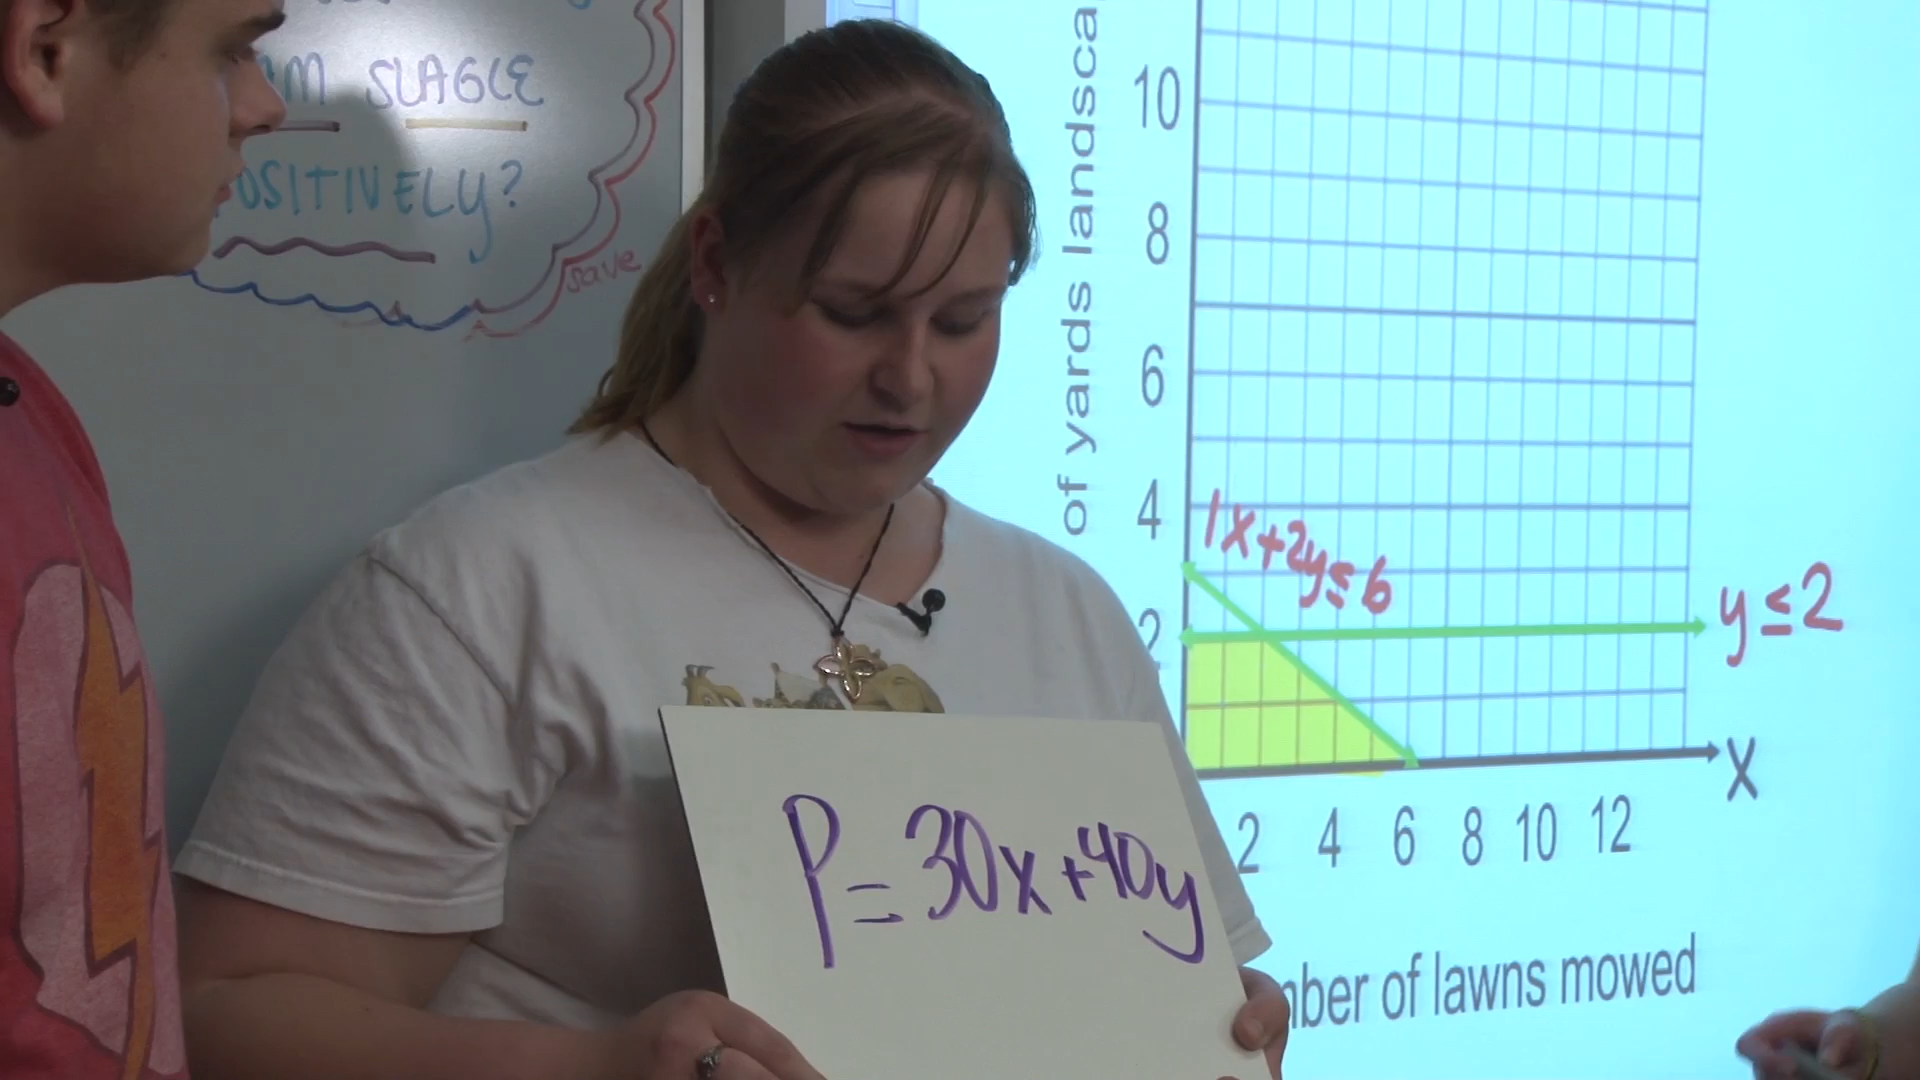 SLAGLE
POSITIVELY?
save
of yards landsca
10
8
6
4
2
1x+2y≤6
y≤2
X
2 4 6 8 10 12
mber of lawns mowed
P=30x+40y